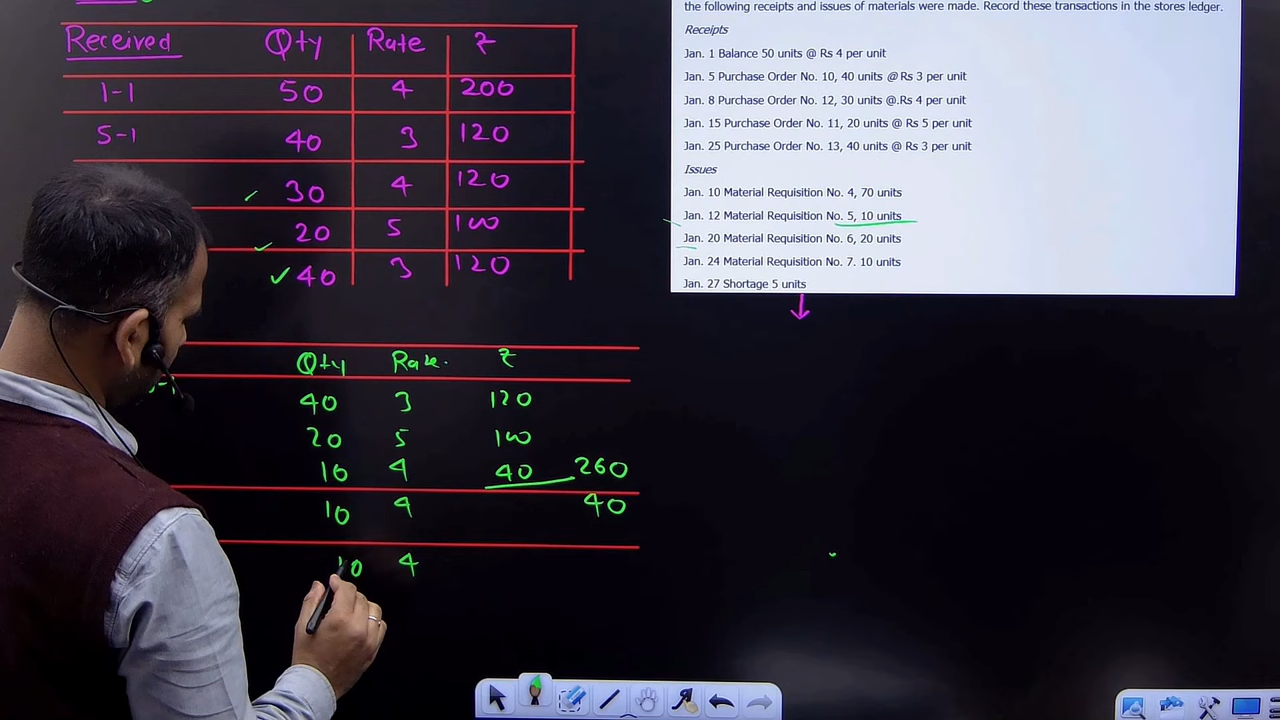 Received Qty Rate ₹
1-1 50 4 200
5-1 40 3 120
30 4 120
20 5 100
40 3 120
Qty Rate. ₹
40 3 120
20 5 100
10 4 40 260
10 4 40
10 4
the following receipts and issues of materials were made. Record these transactions in the stores ledger.
Receipts
Jan. 1 Balance 50 units @ Rs 4 per unit
Jan. 5 Purchase Order No. 10, 40 units @ Rs 3 per unit
Jan. 8 Purchase Order No. 12, 30 units @.Rs 4 per unit
Jan. 15 Purchase Order No. 11, 20 units @ Rs 5 per unit
Jan. 25 Purchase Order No. 13, 40 units @ Rs 3 per unit
Issues
Jan. 10 Material Requisition No. 4, 70 units
Jan. 12 Material Requisition No. 5, 10 units
Jan. 20 Material Requisition No. 6, 20 units
Jan. 24 Material Requisition No. 7. 10 units
Jan. 27 Shortage 5 units